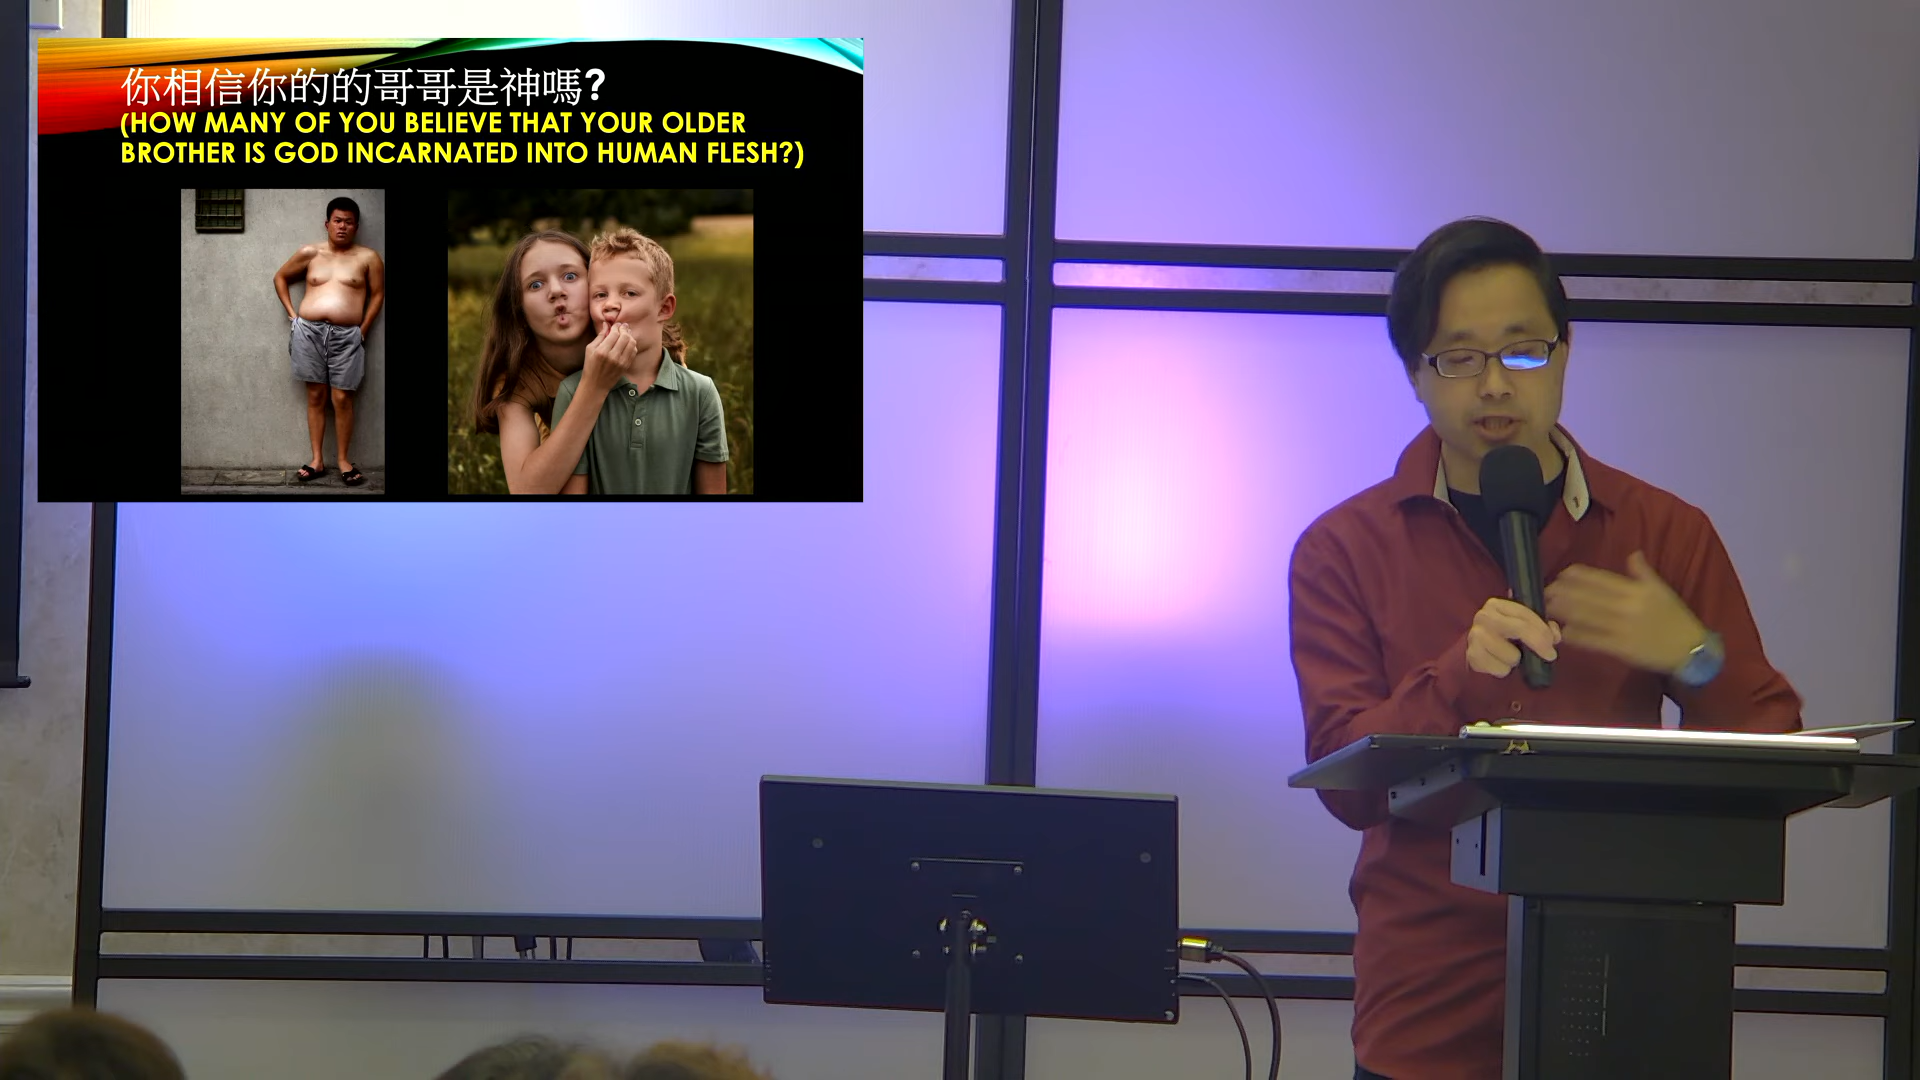 你相信你的的哥哥是神嗎?
(HOW MANY OF YOU BELIEVE THAT YOUR OLDER
BROTHER IS GOD INCARNATED INTO HUMAN FLESH?)